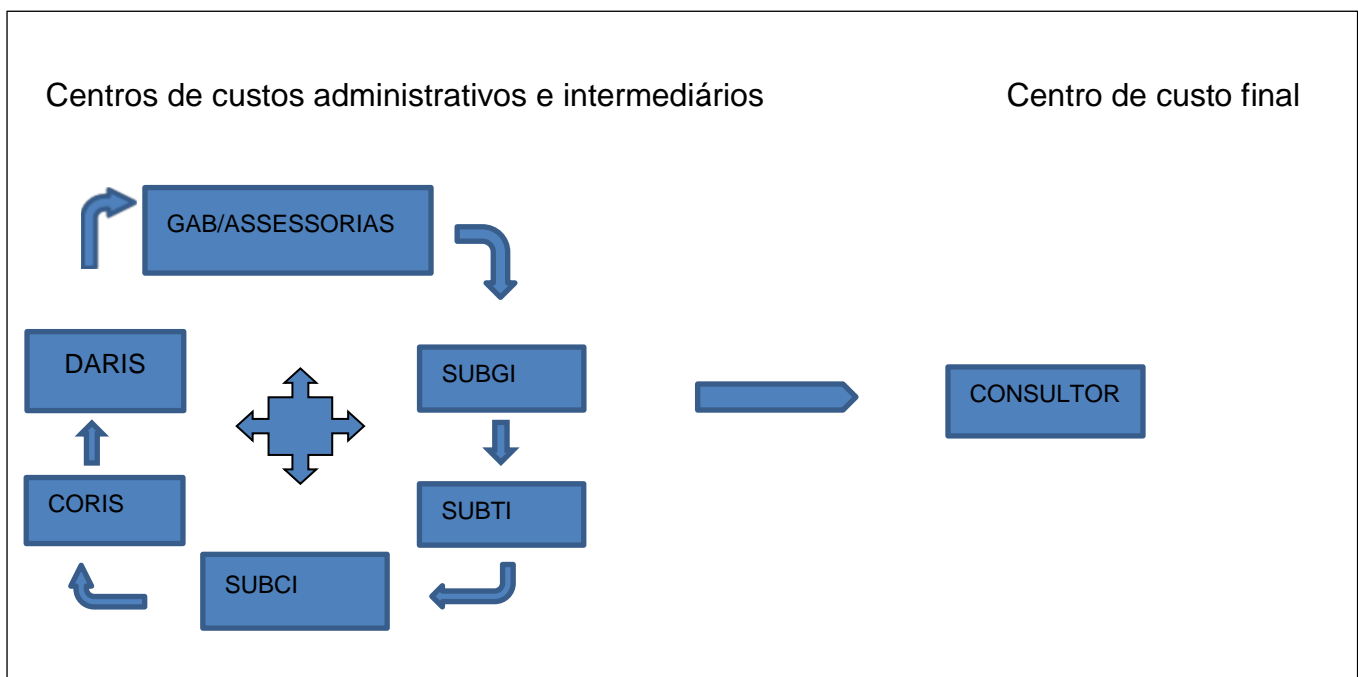 Centros de custos administrativos e intermediários
Centro de custo final
GAB/ASSESSORIAS
DARIS
SUBGI
CONSULTOR
CORIS
SUBTI
SUBCI